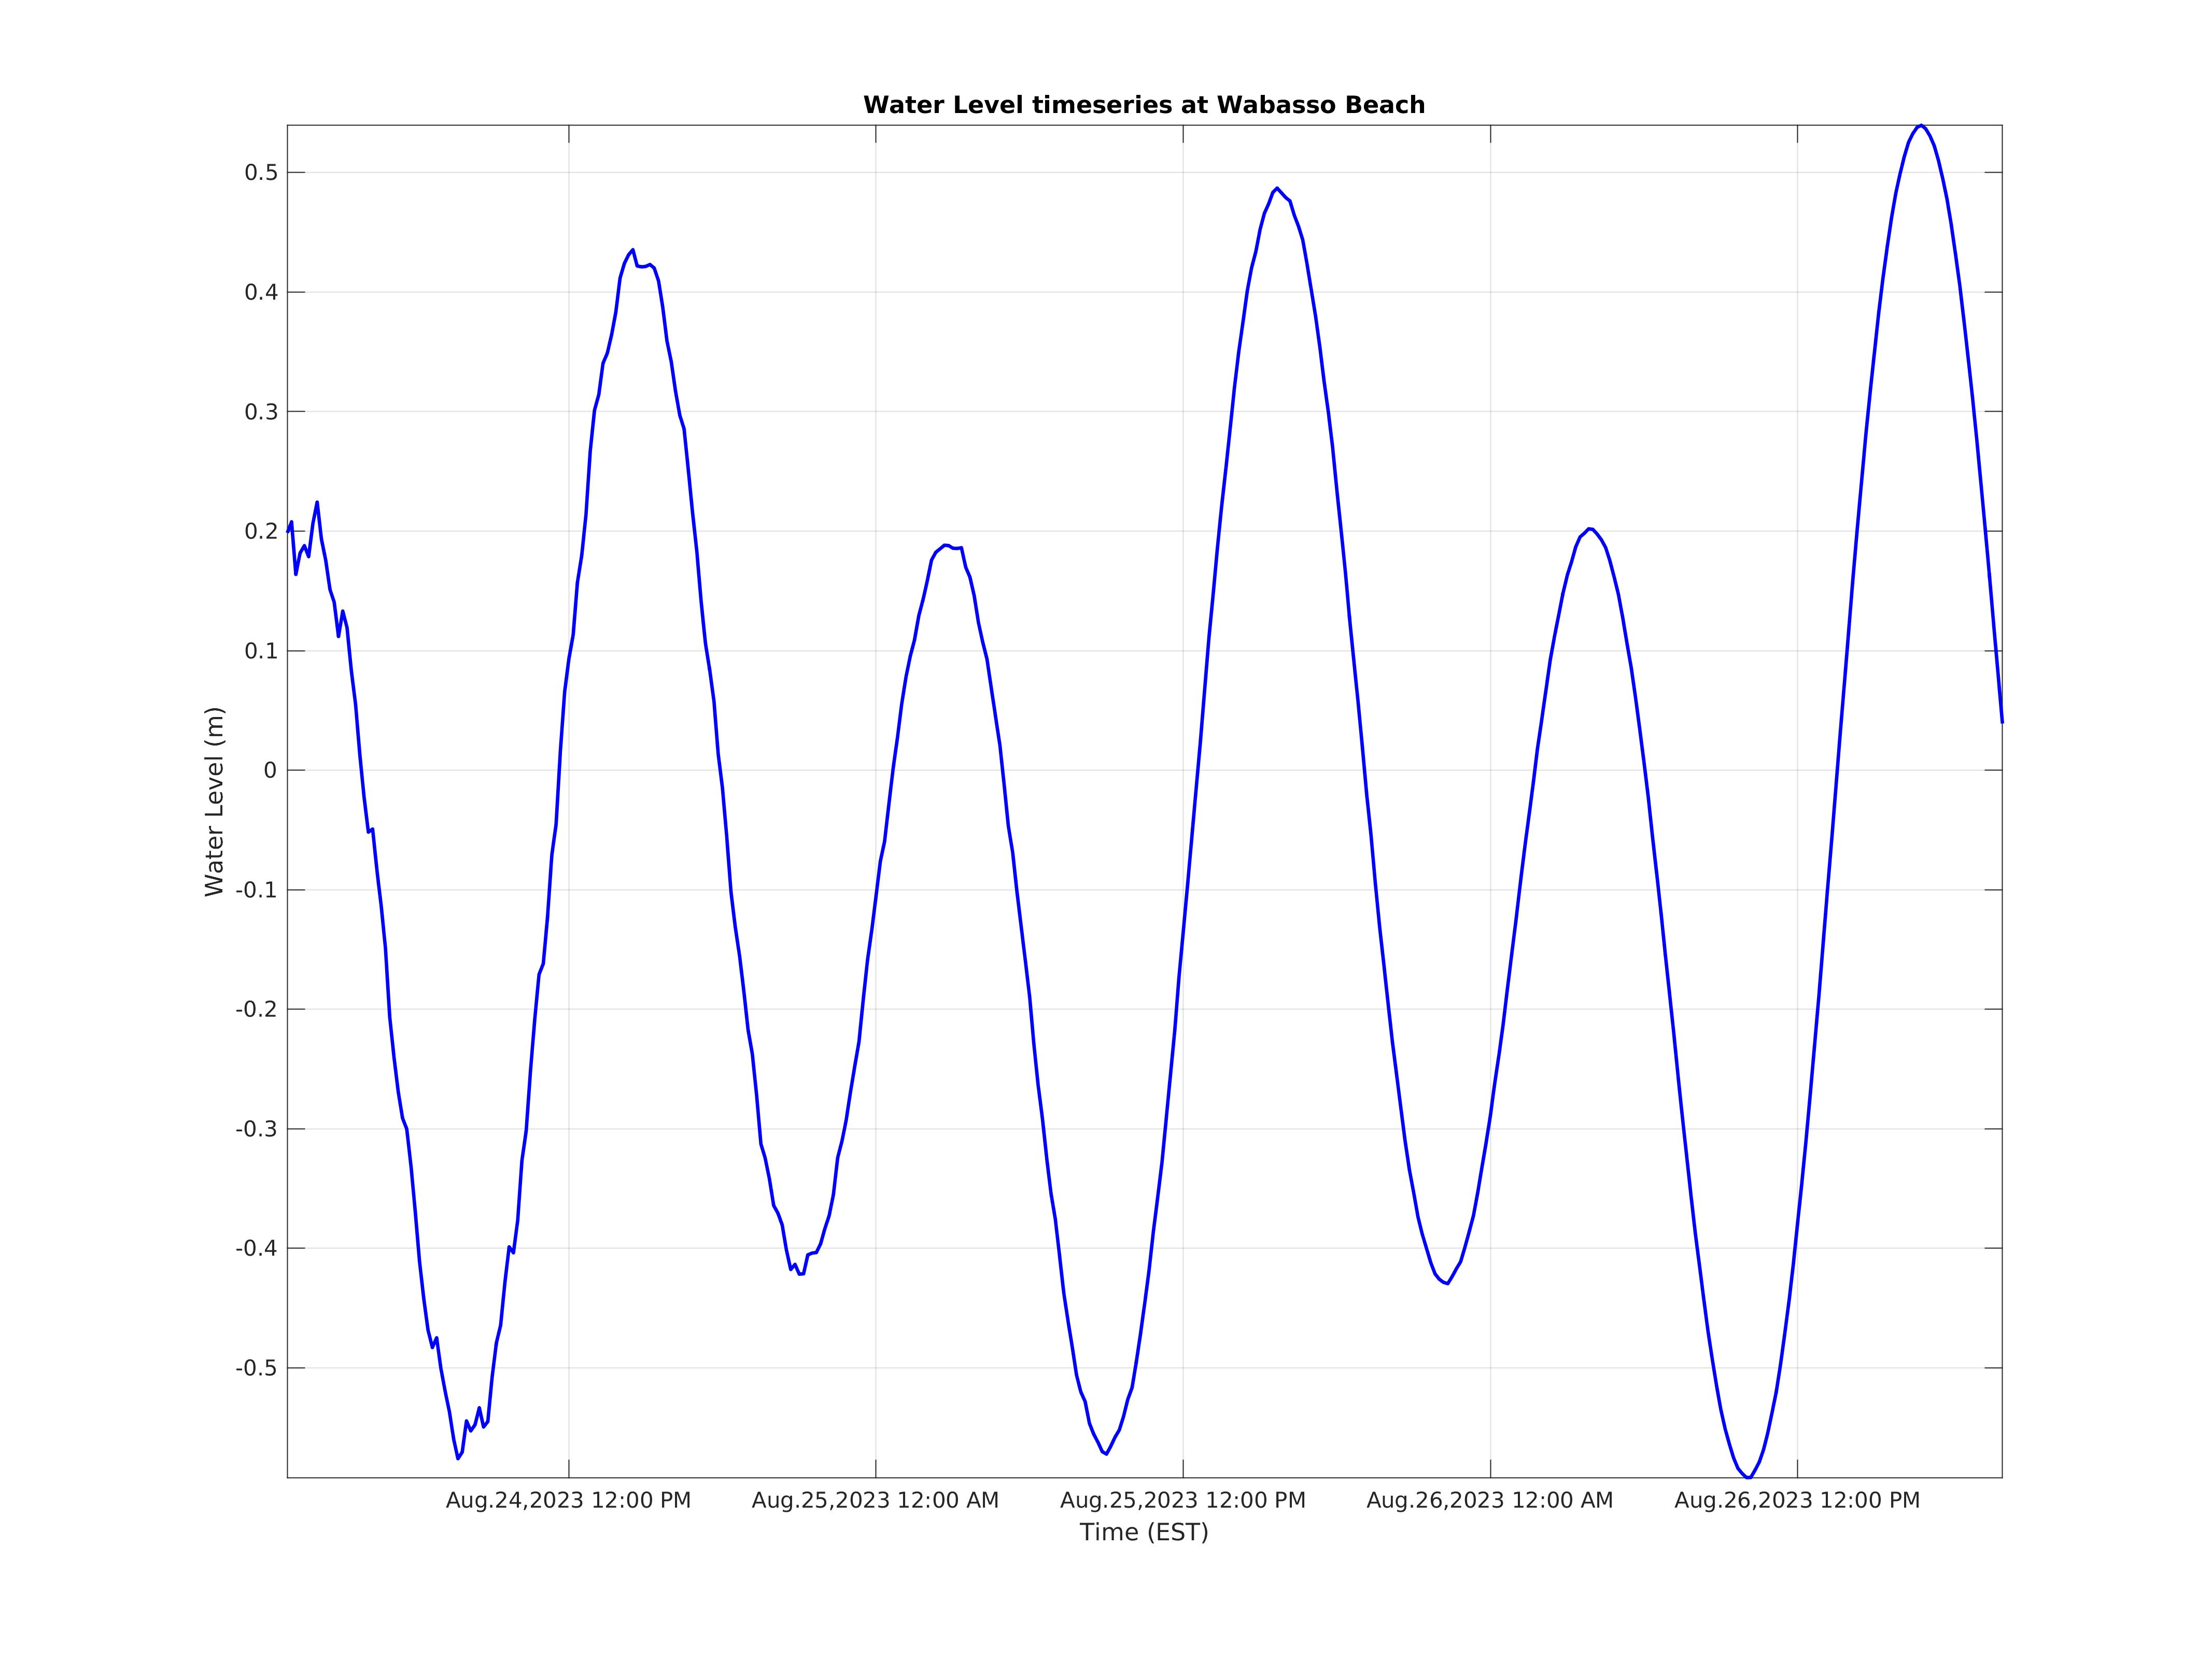 Water Level timeseries at Wabasso Beach
0.5
0.4
0.3
0.2
0.1
0
-0.1
-0.2
-0.3
-0.4
-0.5
Water Level (m)
Aug.24,2023 12:00 PM
Aug.25,2023 12:00 AM
Aug.25,2023 12:00 PM
Aug.26,2023 12:00 AM
Aug.26,2023 12:00 PM
Time (EST)